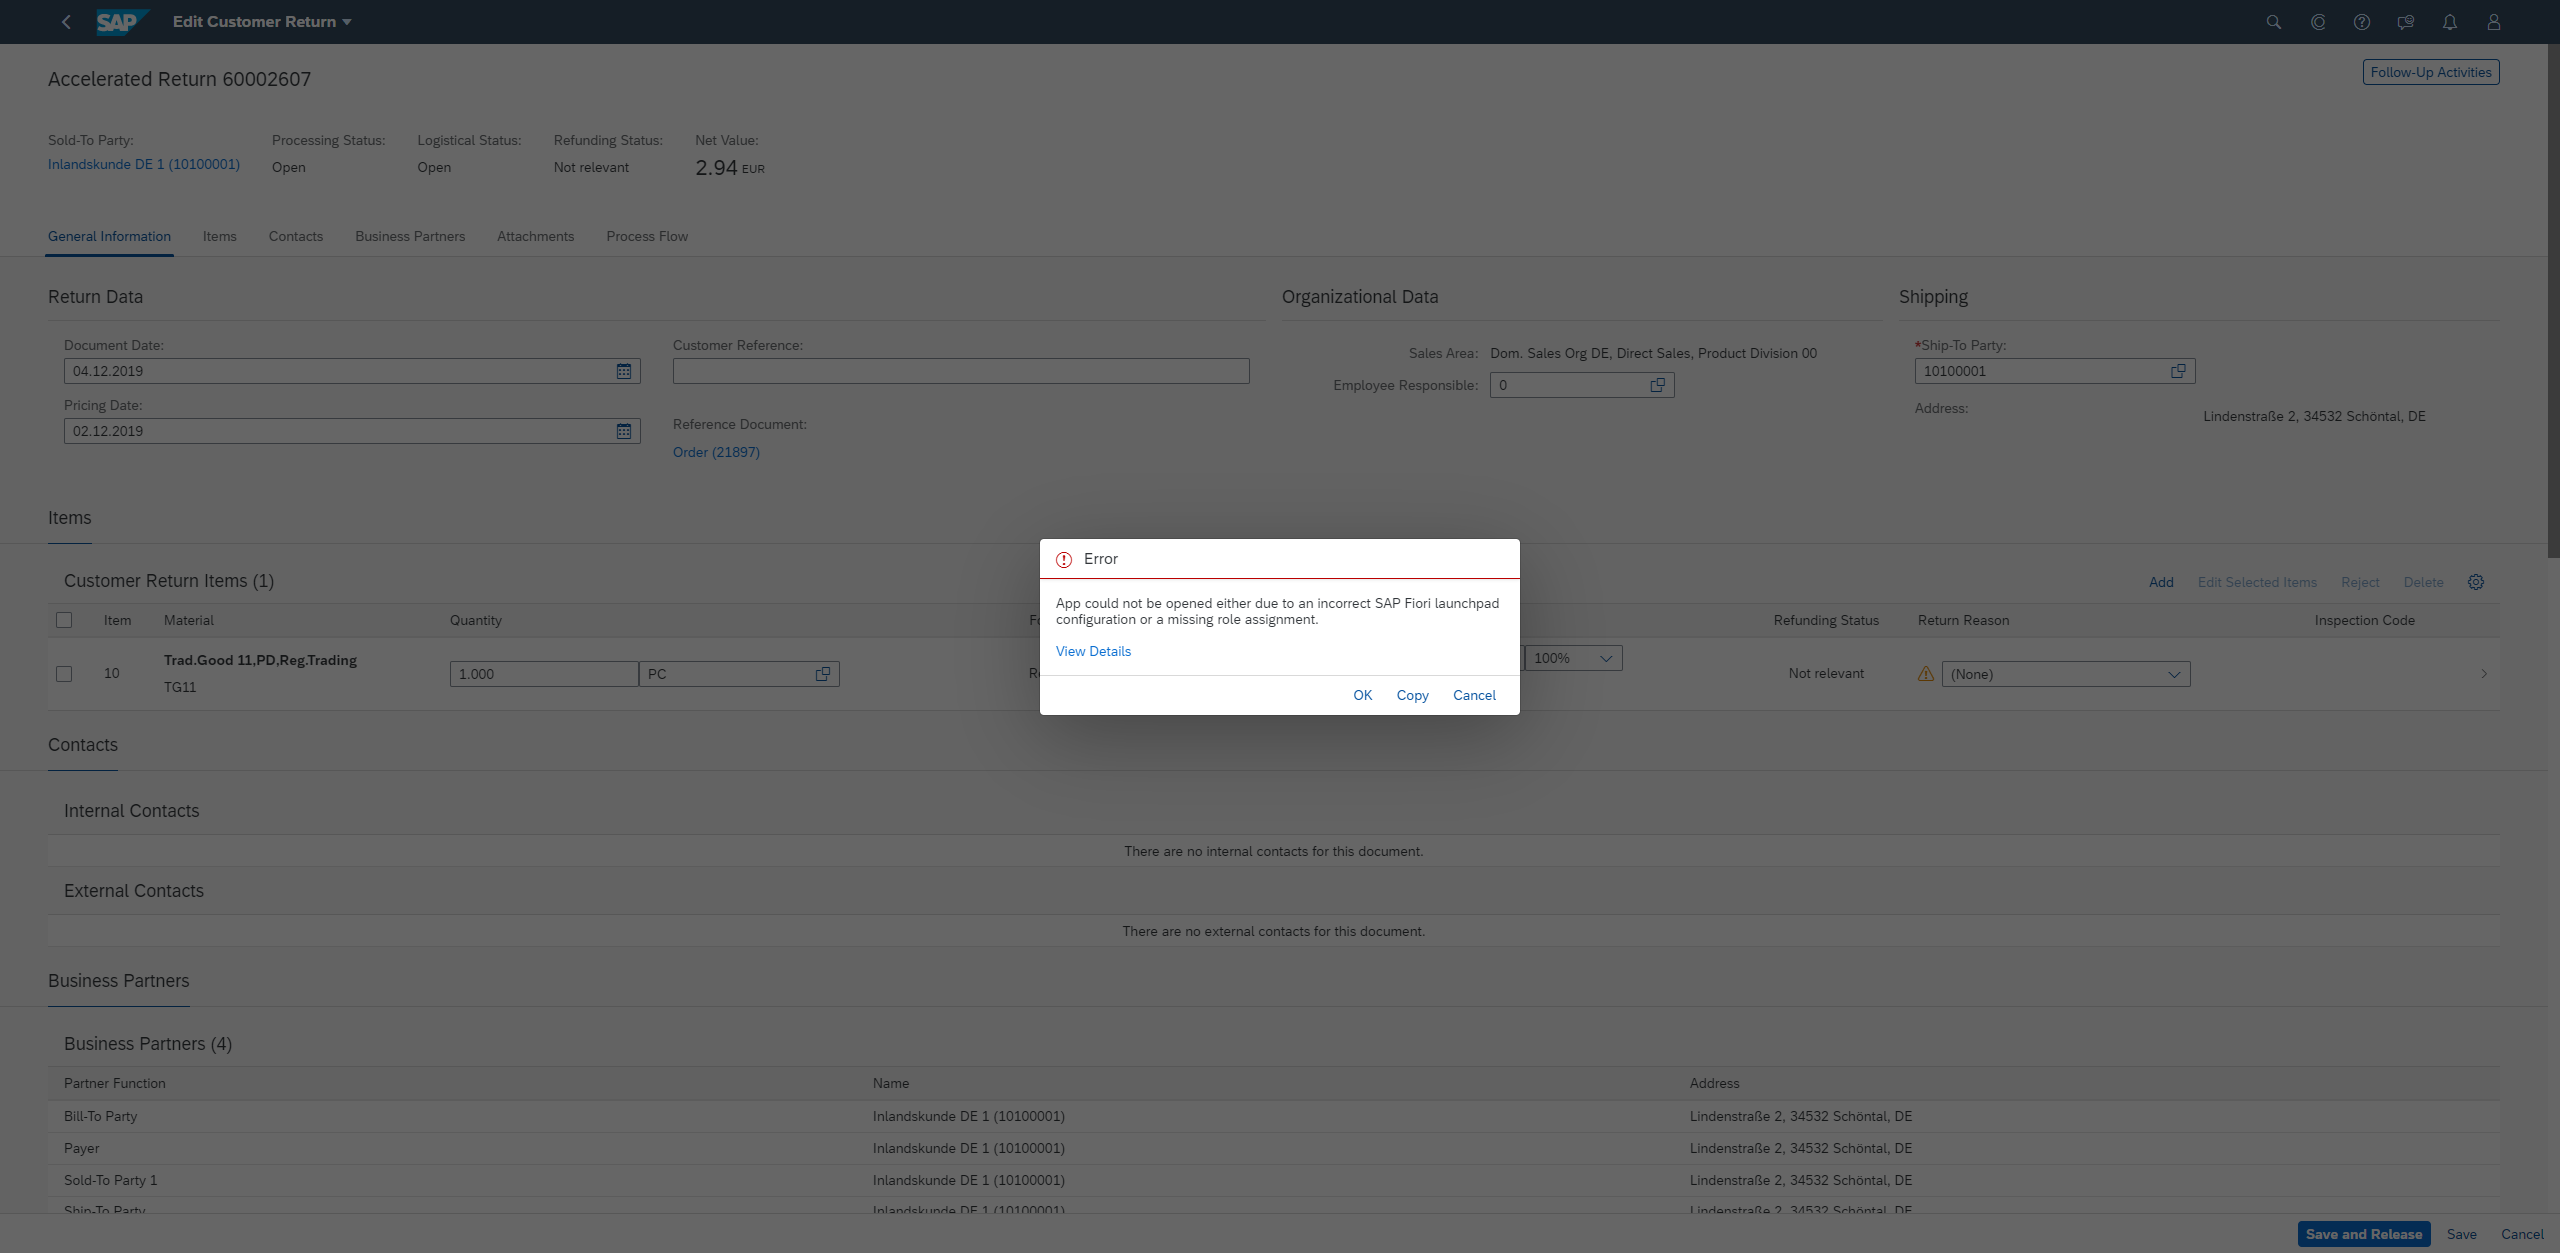 SAP Edit Customer Return
Accelerated Return 60002607
Follow-Up Activities
Sold-To Party: Processing Status: Logistical Status: Refunding Status: Net Value:
Inlandskunde DE 1 (10100001) Open Open Not relevant 2.94 EUR
General Information Items Contacts Business Partners Attachments Process Flow
Return Data
Document Date:
04.12.2019
Pricing Date:
02.12.2019
Customer Reference:
Reference Document:
Order (21897)
Organizational Data
Sales Area: Dom. Sales Org DE, Direct Sales, Product Division 00
Employee Responsible: 0
Shipping
*Ship-To Party:
10100001
Address:
Lindenstraße 2, 34532 Schöntal, DE
Items
Customer Return Items (1)
Add Edit Selected Items Reject Delete
Item Material Quantity Refunding Status Return Reason Inspection Code
10 Trad.Good 11,PD,Reg.Trading 1.000 PC 100% Not relevant (None)
TG11
Error
App could not be opened either due to an incorrect SAP Fiori launchpad
configuration or a missing role assignment.
View Details
OK Copy Cancel
Contacts
Internal Contacts
There are no internal contacts for this document.
External Contacts
There are no external contacts for this document.
Business Partners
Business Partners (4)
Partner Function Name Address
Bill-To Party Inlandskunde DE 1 (10100001) Lindenstraße 2, 34532 Schöntal, DE
Payer Inlandskunde DE 1 (10100001) Lindenstraße 2, 34532 Schöntal, DE
Sold-To Party 1 Inlandskunde DE 1 (10100001) Lindenstraße 2, 34532 Schöntal, DE
Ship-To Party Inlandskunde DE 1 (10100001) Lindenstraße 2, 34532 Schöntal, DE
Save and Release Save Cancel